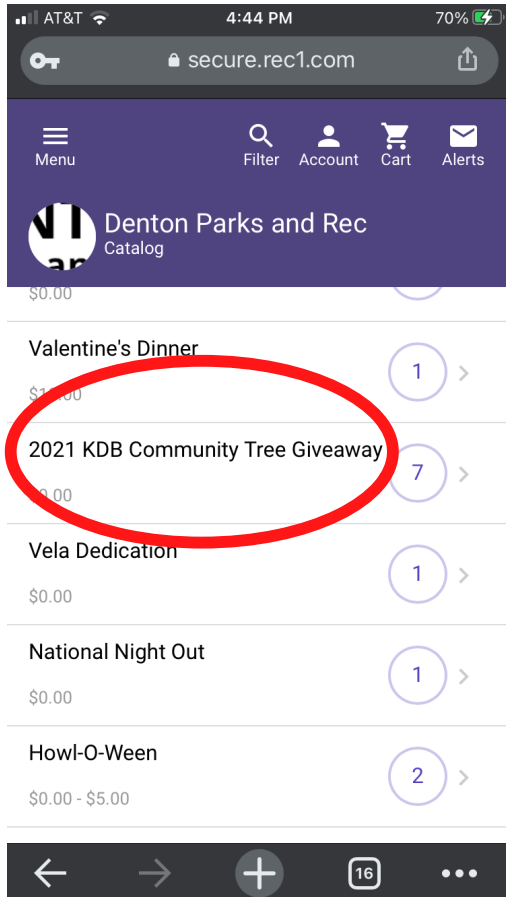 AT&T 4:44 PM 70%
secure.rec1.com
Menu Filter Account Cart Alerts
Denton Parks and Rec
Catalog
$0.00
Valentine's Dinner
1
2021 KDB Community Tree Giveaway
7
Vela Dedication
1
$0.00
National Night Out
1
$0.00
Howl-O-Ween
2
$0.00 - $5.00
16